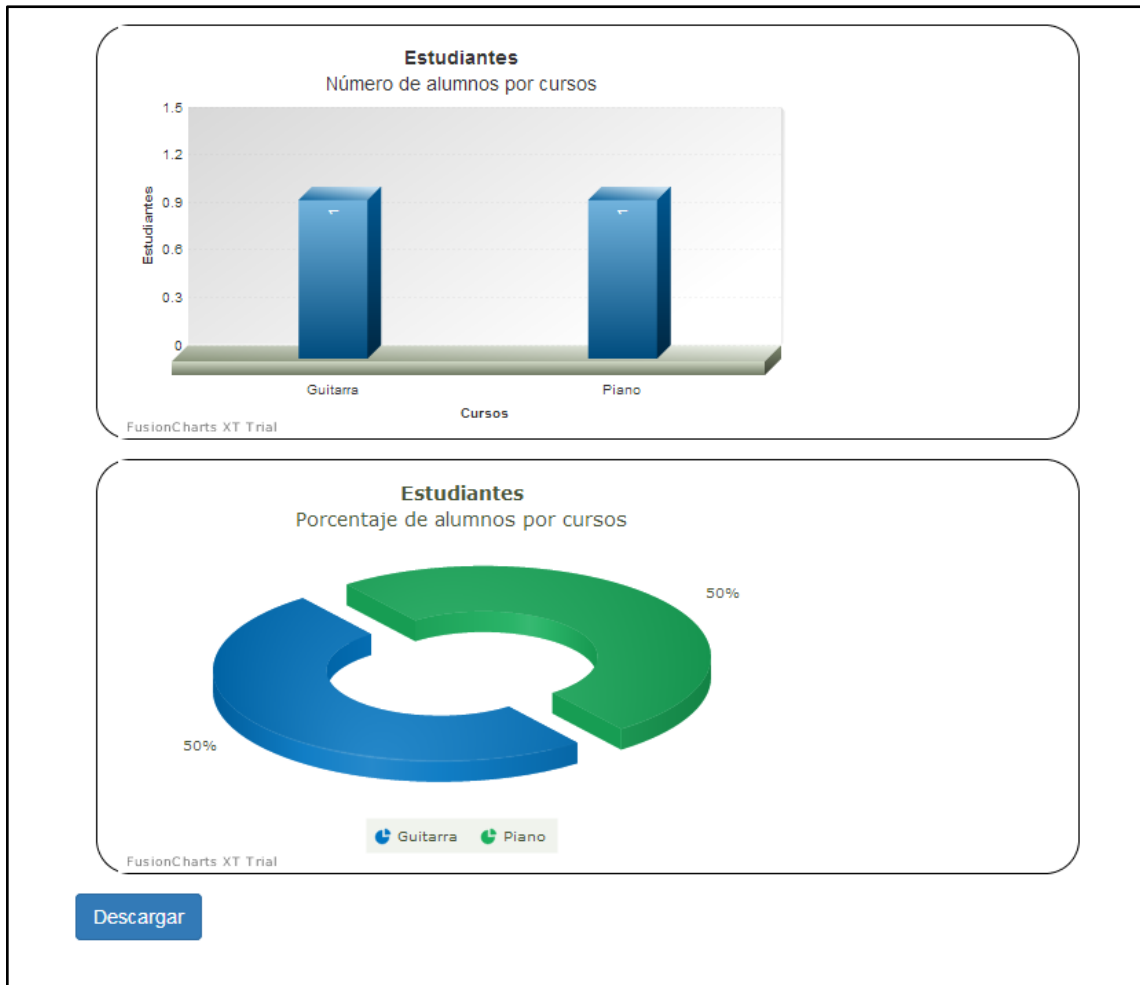 Estudiantes
Número de alumnos por cursos
1.5
1.2
0.9
0.6
0.3
0
Estudiantes
1
1
Guitarra
Piano
Cursos
FusionCharts XT Trial
Estudiantes
Porcentaje de alumnos por cursos
50%
50%
Guitarra
Piano
FusionCharts XT Trial
Descargar